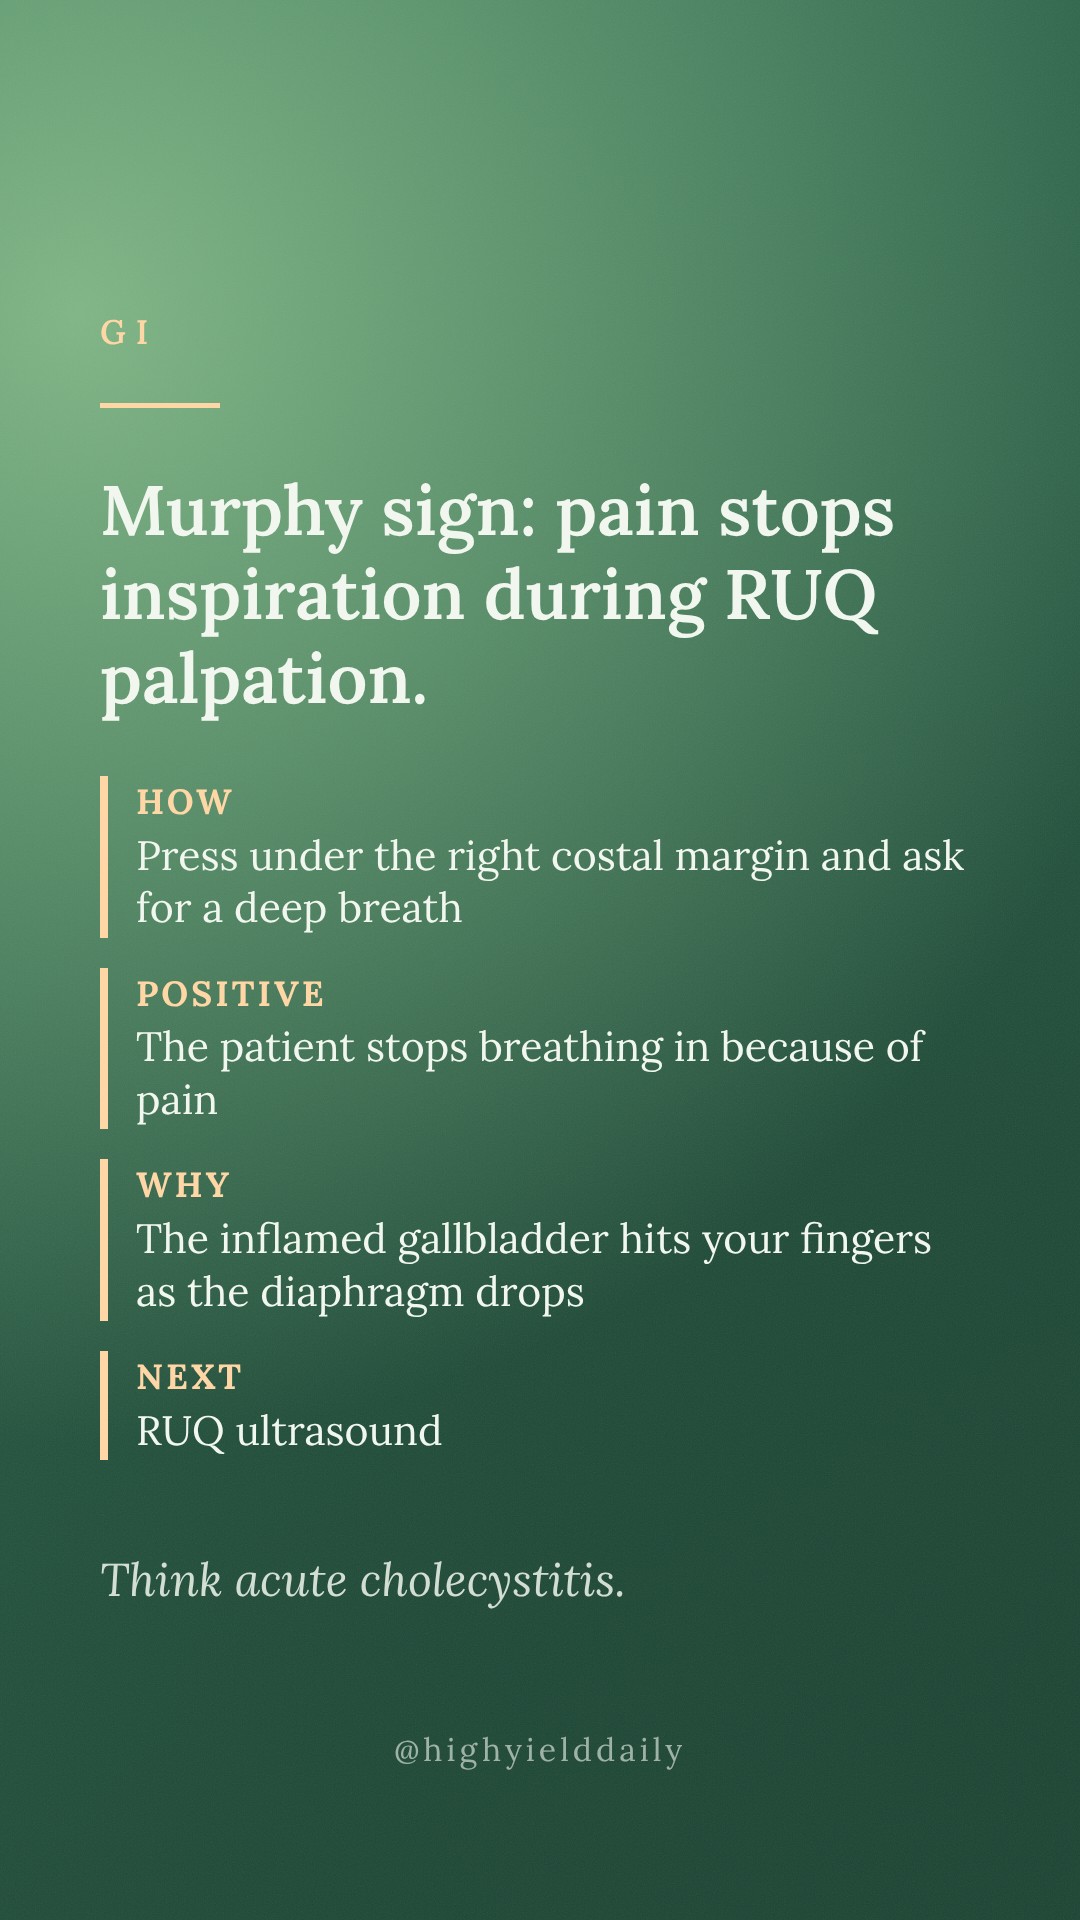 GI
Murphy sign: pain stops
inspiration during RUQ
palpation.
HOW
Press under the right costal margin and ask
for a deep breath
POSITIVE
The patient stops breathing in because of
pain
WHY
The inflamed gallbladder hits your fingers
as the diaphragm drops
NEXT
RUQ ultrasound
Think acute cholecystitis.
@highyielddaily